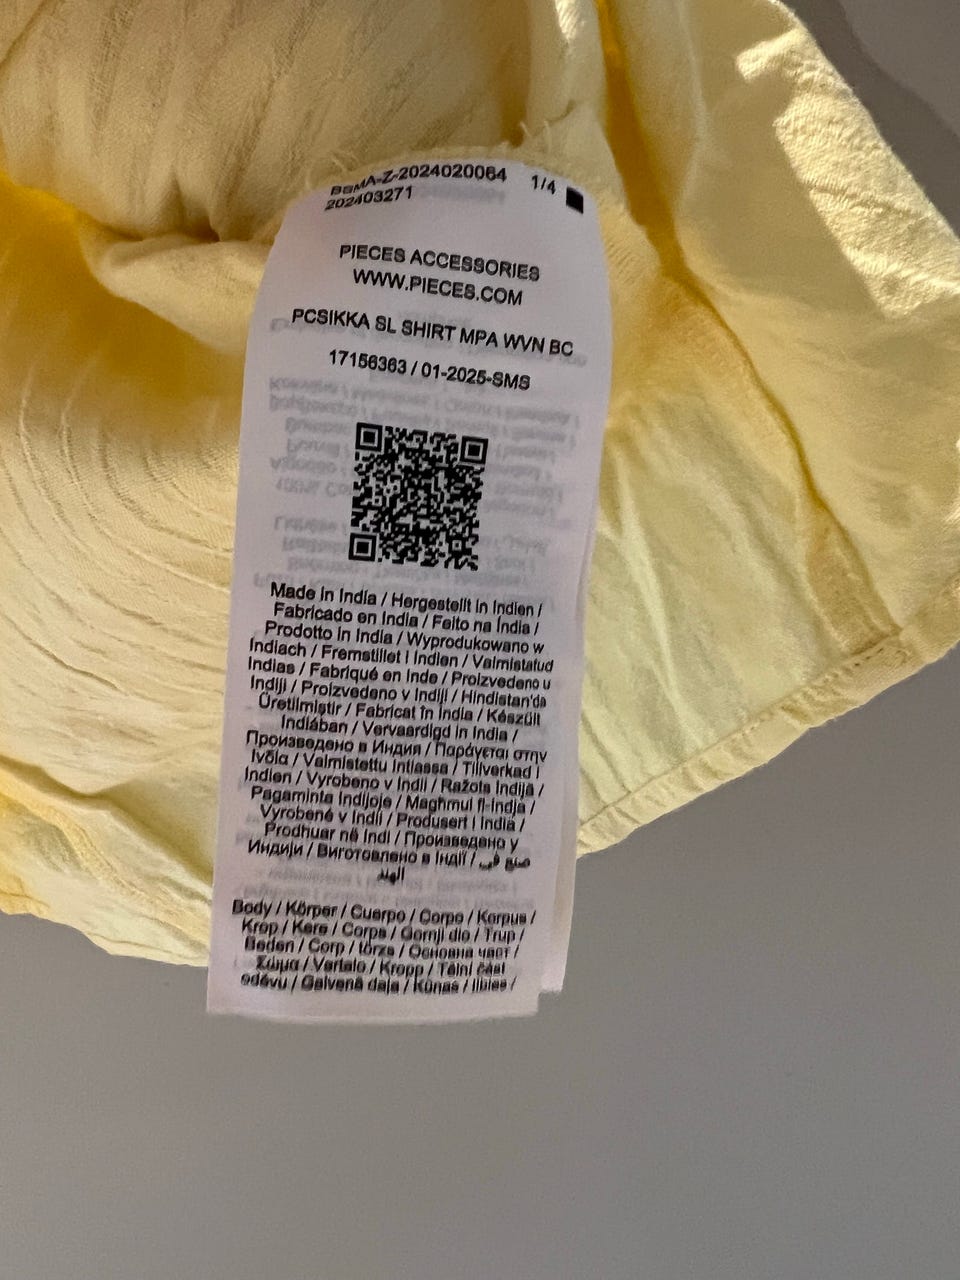 BSMA-Z-2024020064 1/4
202403271
PIECES ACCESSORIES
WWW.PIECES.COM
PCSIKKA SL SHIRT MPA WVN BC
17156363 / 01-2025-SMS
Made in India / Hergestellt in Indien /
Fabricado en India / Feito na Índia /
Prodotto in India / Wyprodukowano w
Indiach / Fremstillet i Indien / Valmistatud
Indias / Fabriqué en Inde / Proizvedeno u
Indiji / Proizvedeno v Indiji / Hindistan'da
Üretilmiştir / Fabricat în India / Készült
Indiában / Vervaardigd in India /
Произведено в Индия / Παράγεται στην
Ινδία / Valmistettu Intiassa / Tillverkad i
Indien / Vyrobeno v Indii / Ražots Indijā /
Pagaminta Indijoje / Magħmul fl-Indja /
Vyrobené v Indii / Produsert i India /
Prodhuar në Indi / Произведено у
Индији / Виготовлено в Індії / صنع في
الهند
Body / Körper / Cuerpo / Corpo / Korpus /
Krop / Kere / Corps / Gornji dio / Trup /
Beden / Corp / törzs / Основна част /
Σώμα / Vartalo / Kropp / Tělní část
oděvu / Galvenā daļa / Kūnas / Ilbies /